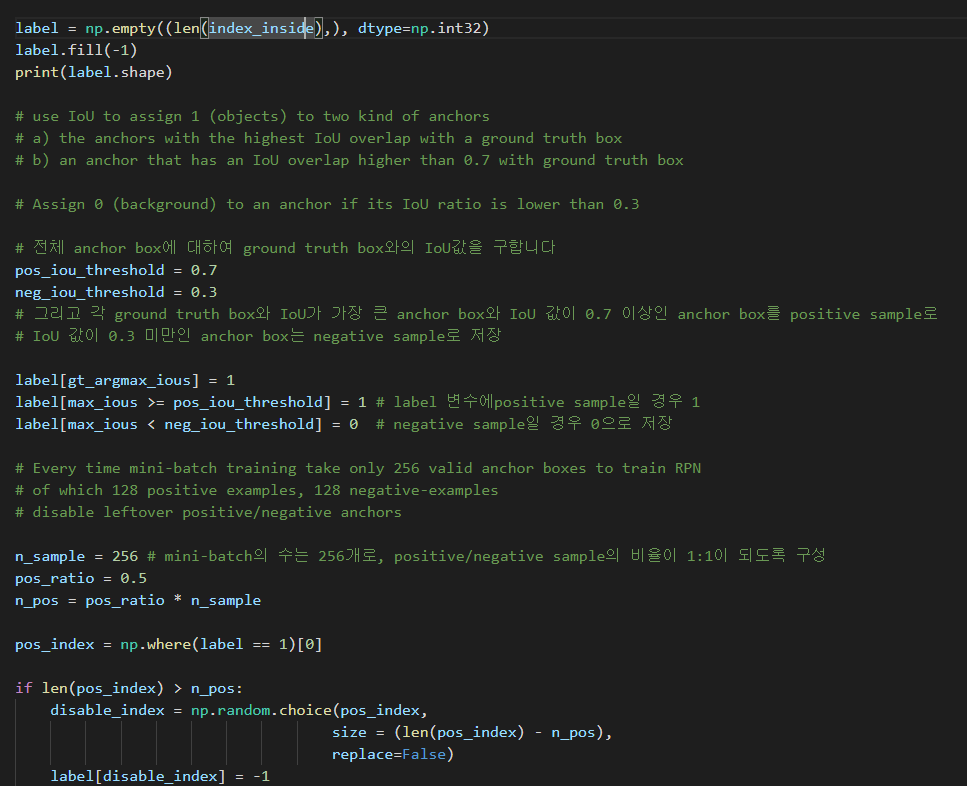 label = np.empty((len(index_inside),), dtype=np.int32)
label.fill(-1)
print(label.shape)
# use IoU to assign 1 (objects) to two kind of anchors
# a) the anchors with the highest IoU overlap with a ground truth box
# b) an anchor that has an IoU overlap higher than 0.7 with ground truth box
# Assign 0 (background) to an anchor if its IoU ratio is lower than 0.3
# 전체 anchor box에 대하여 ground truth box와의 IoU값을 구합니다
pos_iou_threshold = 0.7
neg_iou_threshold = 0.3
# 그리고 각 ground truth box와 IoU가 가장 큰 anchor box와 IoU 값이 0.7 이상인 anchor box를 positive sample로
# IoU 값이 0.3 미만인 anchor box는 negative sample로 저장
label[gt_argmax_ious] = 1
label[max_ious >= pos_iou_threshold] = 1 # label 변수에positive sample일 경우 1
label[max_ious < neg_iou_threshold] = 0  # negative sample일 경우 0으로 저장
# Every time mini-batch training take only 256 valid anchor boxes to train RPN
# of which 128 positive examples, 128 negative-examples
# disable leftover positive/negative anchors
n_sample = 256 # mini-batch의 수는 256개로, positive/negative sample의 비율이 1:1이 되도록 구성
pos_ratio = 0.5
n_pos = pos_ratio * n_sample
pos_index = np.where(label == 1)[0]
if len(pos_index) > n_pos:
    disable_index = np.random.choice(pos_index,
                                    size = (len(pos_index) - n_pos),
                                    replace=False)
    label[disable_index] = -1